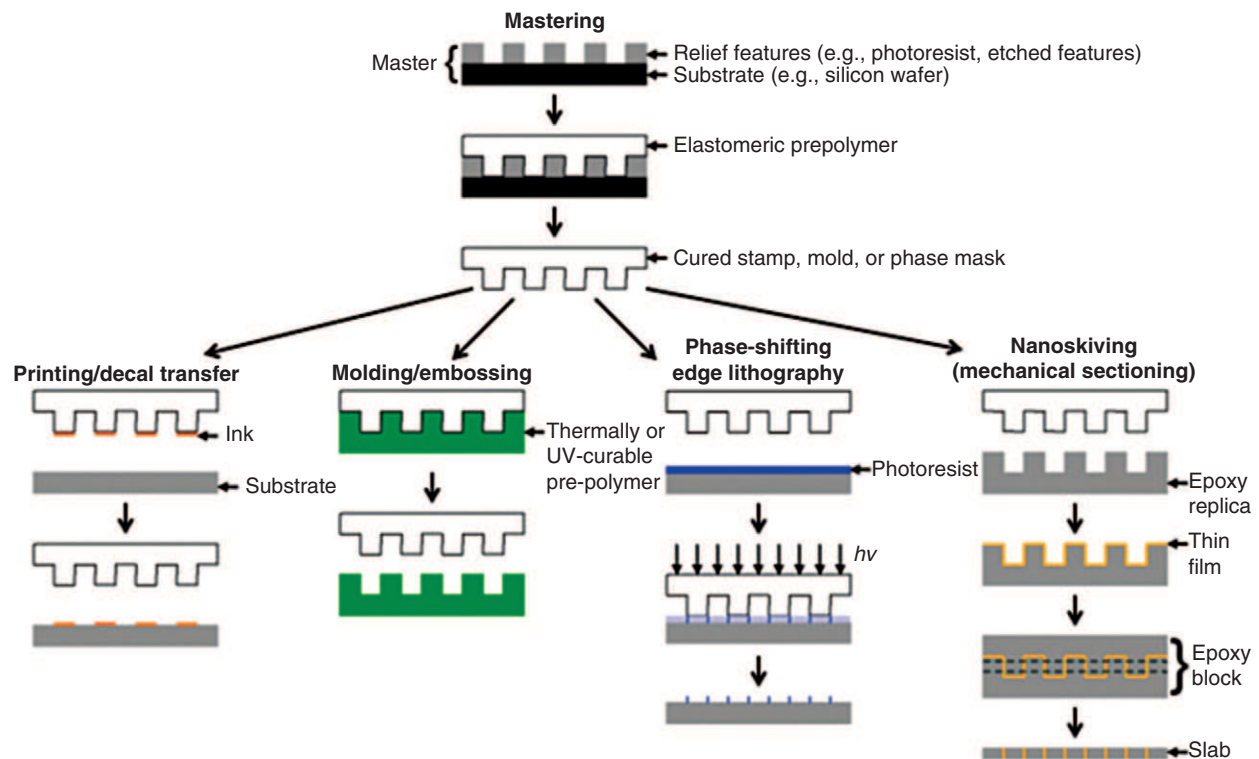 Mastering
Master
Relief features (e.g., photoresist, etched features)
Substrate (e.g., silicon wafer)
Elastomeric prepolymer
Cured stamp, mold, or phase mask
Printing/decal transfer
Ink
Substrate
Molding/embossing
Thermally or
UV-curable
pre-polymer
Phase-shifting
edge lithography
Photoresist
hv
Nanoskiving
(mechanical sectioning)
Epoxy
replica
Thin
film
Epoxy
block
Slab